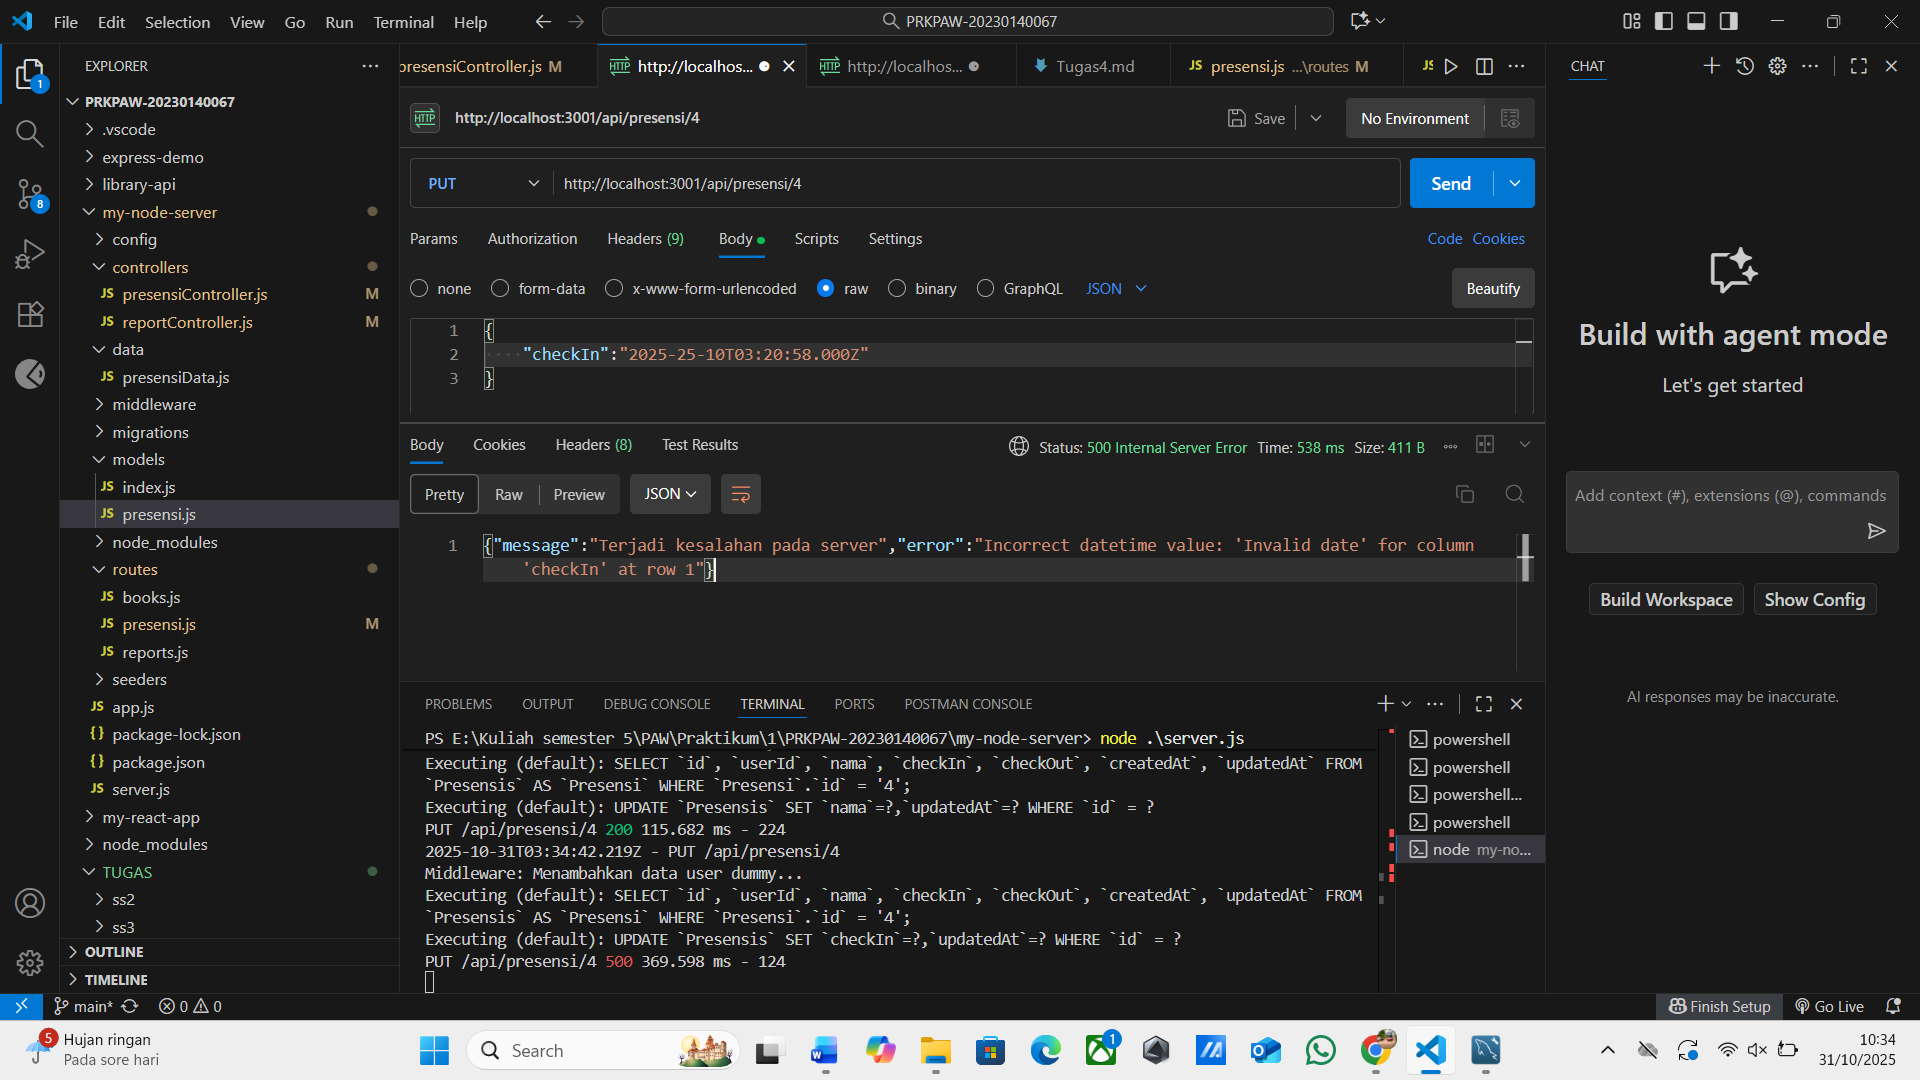 File Edit Selection View Go Run Terminal Help
PRKPAW-20230140067
EXPLORER
presensiController.js M
http://localhos...
http://localhos...
Tugas4.md
presensi.js ...\routes M
CHAT
1
8
PRKPAW-20230140067
.vscode
express-demo
library-api
my-node-server
config
controllers
JS presensiController.js M
JS reportController.js M
data
JS presensiData.js
middleware
migrations
models
JS index.js
JS presensi.js
node_modules
routes
JS books.js
JS presensi.js M
JS reports.js
seeders
JS app.js
{} package-lock.json
{} package.json
JS server.js
my-react-app
node_modules
TUGAS
ss2
ss3
OUTLINE
TIMELINE
HTTP http://localhost:3001/api/presensi/4
Save
No Environment
PUT http://localhost:3001/api/presensi/4
Send
Params Authorization Headers (9) Body Scripts Settings
Code Cookies
none form-data x-www-form-urlencoded raw binary GraphQL JSON
Beautify
1 {
2 "checkIn":"2025-25-10T03:20:58.000Z"
3 }
Body Cookies Headers (8) Test Results
Status: 500 Internal Server Error Time: 538 ms Size: 411 B
Pretty Raw Preview JSON
1 {"message":"Terjadi kesalahan pada server","error":"Incorrect datetime value: 'Invalid date' for column
'checkIn' at row 1"}
PROBLEMS OUTPUT DEBUG CONSOLE TERMINAL PORTS POSTMAN CONSOLE
PS E:\Kuliah semester 5\PAW\Praktikum\1\PRKPAW-20230140067\my-node-server> node .\server.js
Executing (default): SELECT `id`, `userId`, `nama`, `checkIn`, `checkOut`, `createdAt`, `updatedAt` FROM
`Presensis` AS `Presensi` WHERE `Presensi`.`id` = '4';
Executing (default): UPDATE `Presensis` SET `nama`=?,`updatedAt`=? WHERE `id` = ?
PUT /api/presensi/4 200 115.682 ms - 224
2025-10-31T03:34:42.219Z - PUT /api/presensi/4
Middleware: Menambahkan data user dummy...
Executing (default): SELECT `id`, `userId`, `nama`, `checkIn`, `checkOut`, `createdAt`, `updatedAt` FROM
`Presensis` AS `Presensi` WHERE `Presensi`.`id` = '4';
Executing (default): UPDATE `Presensis` SET `checkIn`=?,`updatedAt`=? WHERE `id` = ?
PUT /api/presensi/4 500 369.598 ms - 124
powershell
powershell
powershell...
powershell
node my-no...
Build with agent mode
Let's get started
Add context (#), extensions (@), commands
Build Workspace
Show Config
AI responses may be inaccurate.
main*
0 0
Finish Setup
Go Live
5
Hujan ringan
Pada sore hari
Search
1
10:34
31/10/2025